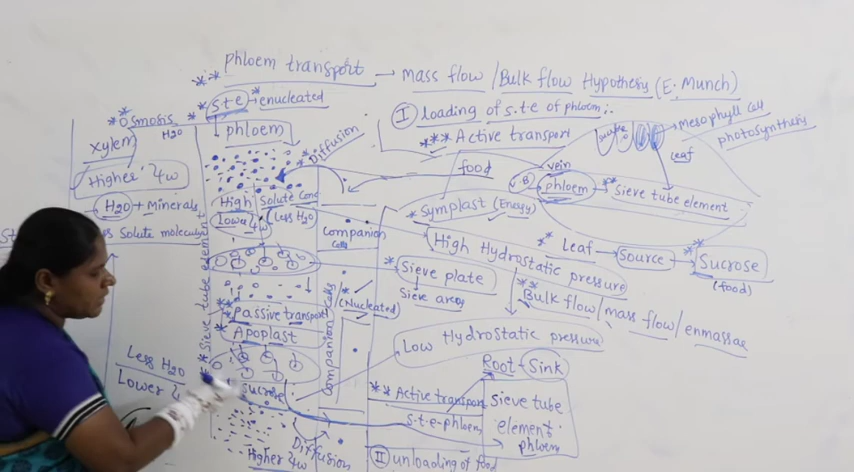 ** Phloem transport → Mass flow / Bulk flow Hypothesis (E. Munch)
* s.t.e → * enucleated
I loading of s.t.e of phloem :.
** Osmosis
H2O
phloem
xylem
Higher Ψw
H2O + Minerals
Solute molecule
Diffusion
*** Active transport
Mesophyll cell
photosynthesis
Leaf
food
vein
phloem → * Sieve tube element
High Solute Conc
Lower Ψw (Less H2O)
Companion
Cells
* Symplast (Energy)
High Hydrostatic pressure
* Leaf → Source → ** Sucrose
(food)
* Sieve plate
Sieve areas
** Bulk flow / mass flow / enmassae
* (Nucleated)
** Sieve tube element
** Passive transport
* Apoplast
Companion Cells
Low Hydrostatic pressure
Less H2O
Lower Ψ
Sucrose
Root - Sink
** Active transport
s.t.e - phloem
Sieve tube
element
phloem
Diffusion
Higher Ψw
II unloading of food